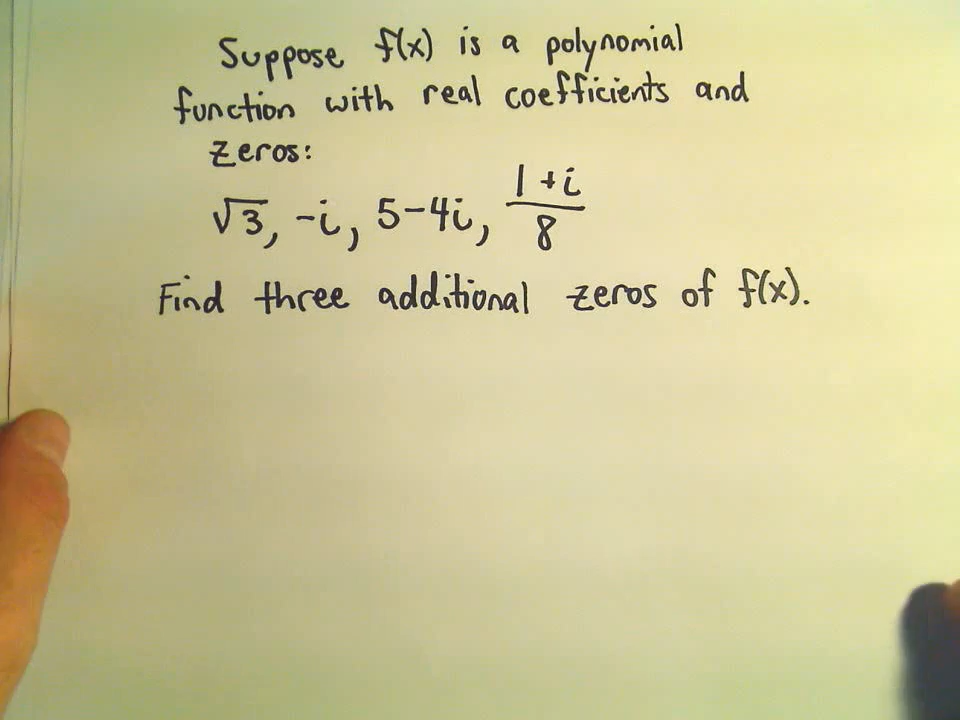 Suppose f(x) is a polynomial
function with real coefficients and
zeros:
√3, -i, 5-4i, (1+i)/8
Find three additional zeros of f(x).